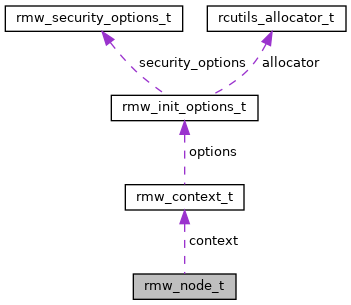 rmw_security_options_t
rcutils_allocator_t
security_options
allocator
rmw_init_options_t
options
rmw_context_t
context
rmw_node_t